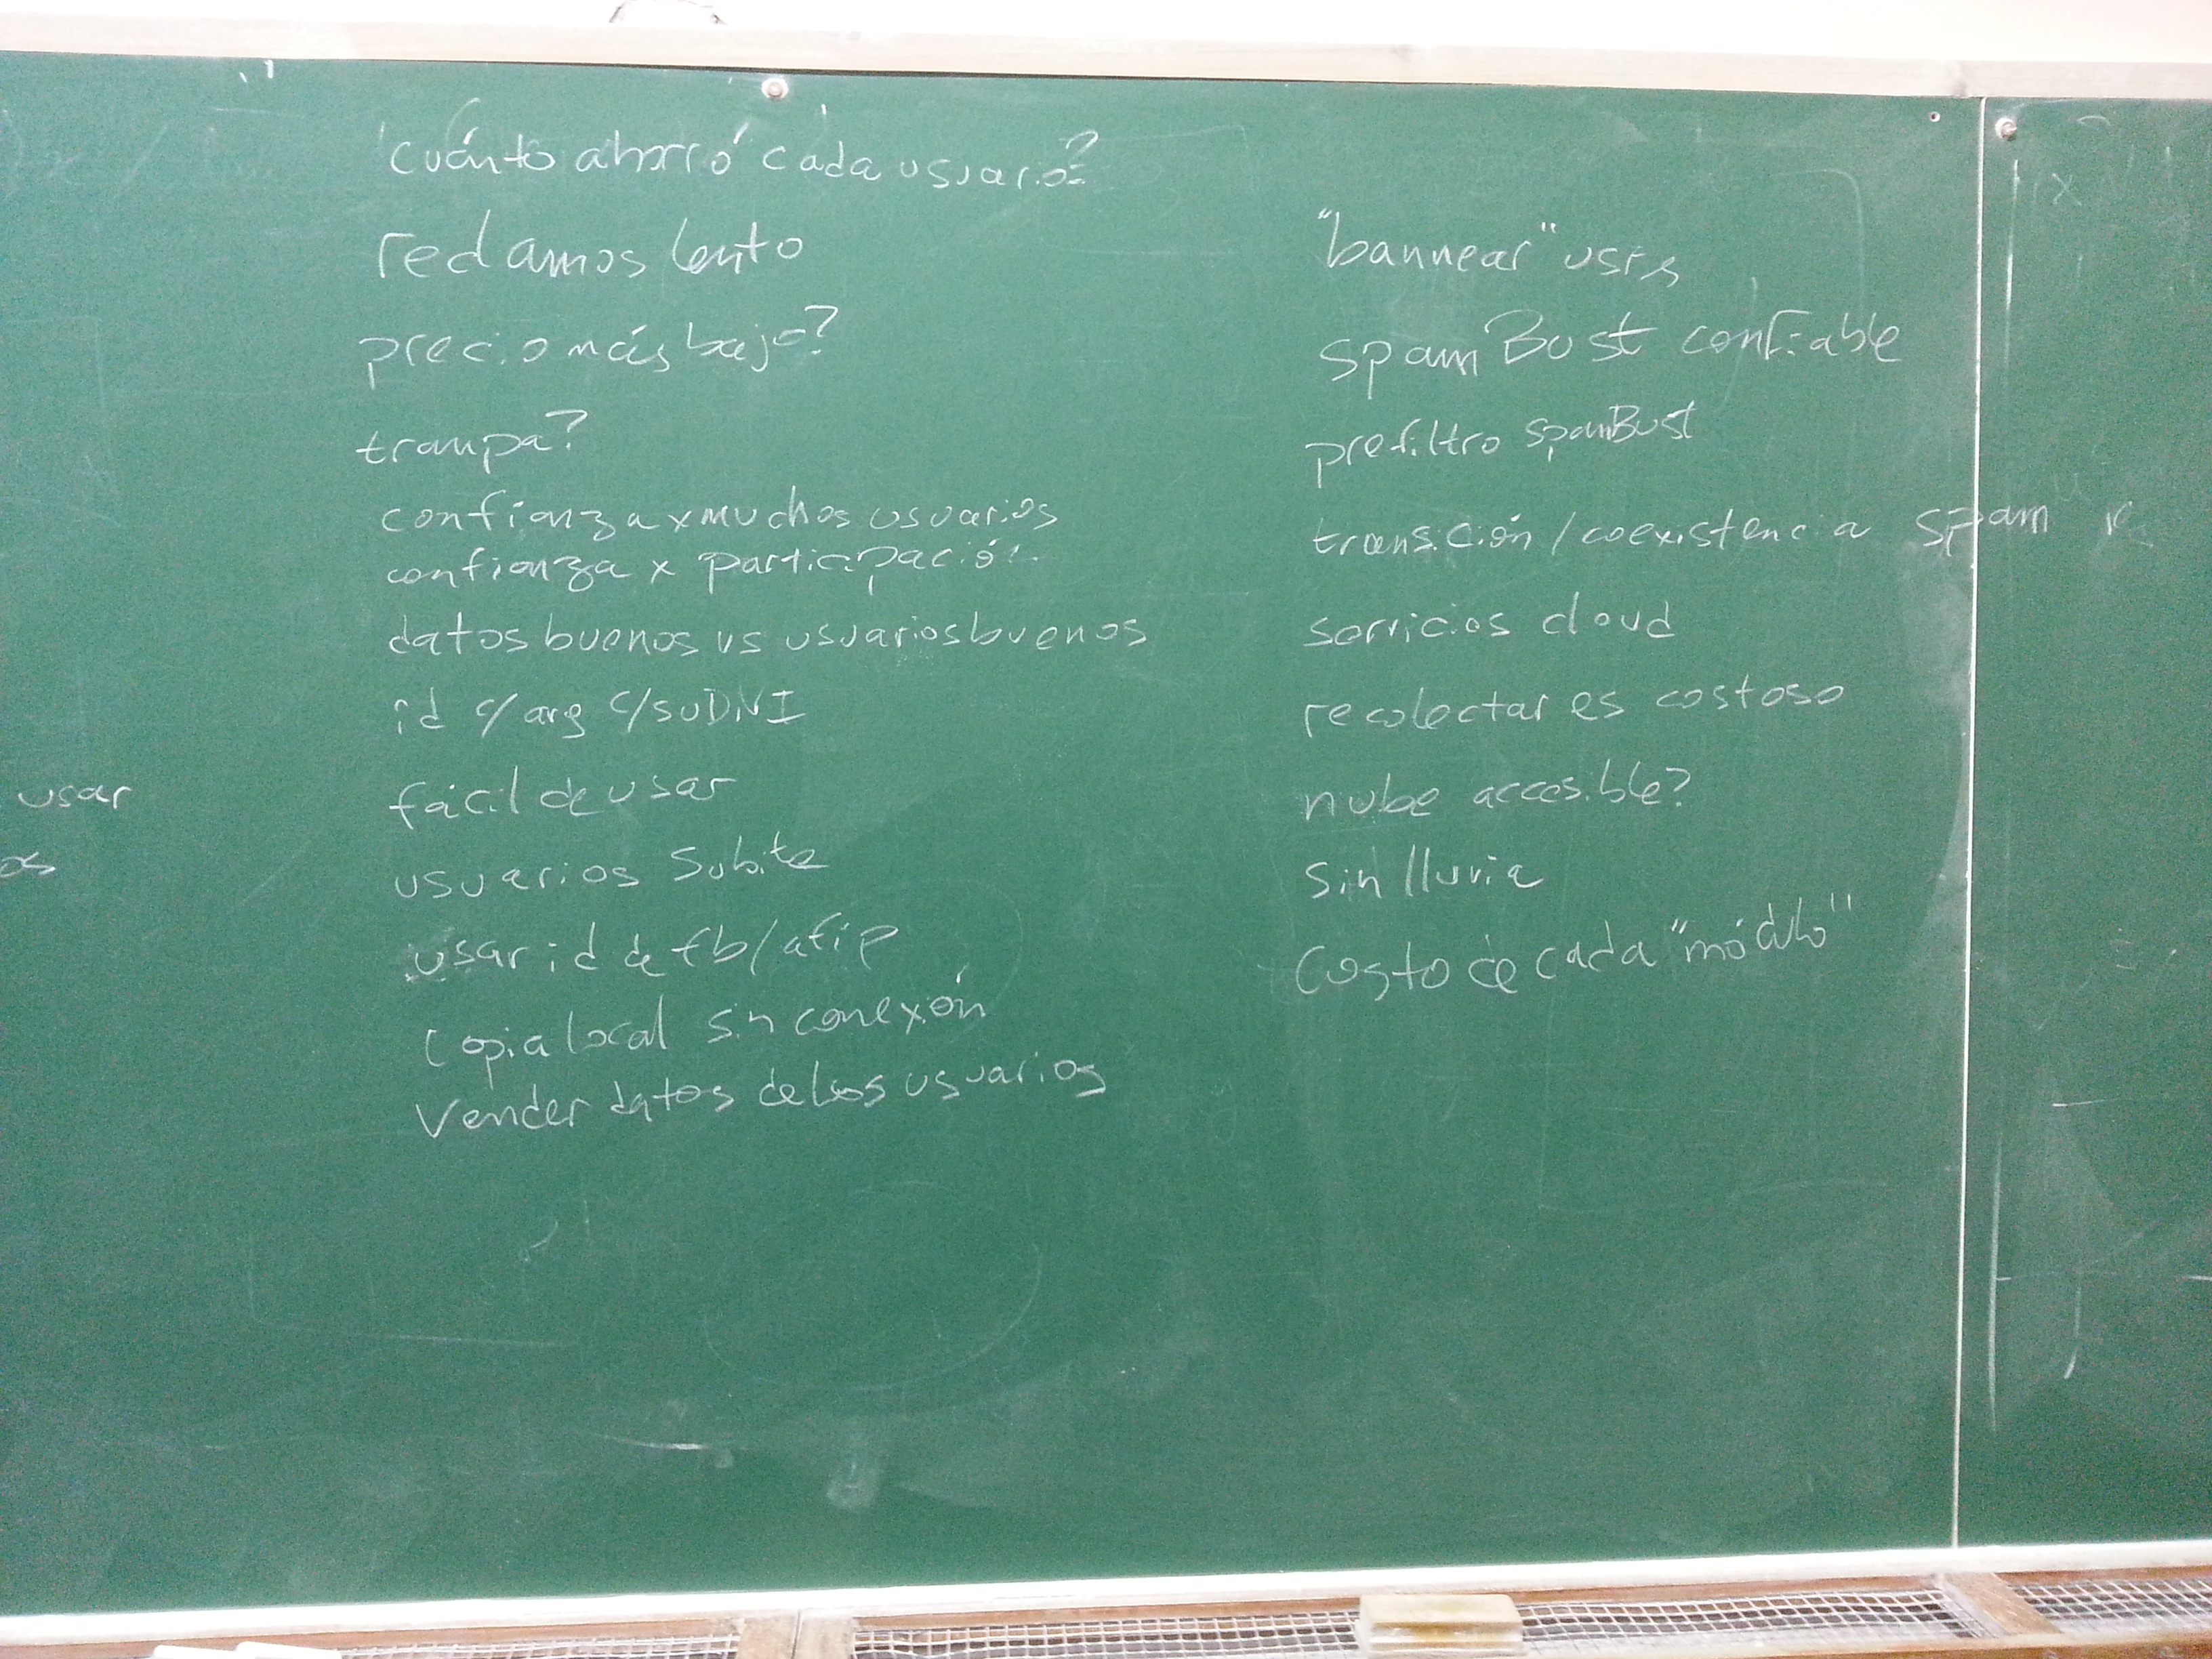 cuánto ahorró cada usuario?
reclamos lento
precio más bajo?
trampa?
confianza x muchos usuarios
confianza x participación
datos buenos vs usuarios buenos
id c/arg c/su DNI
fácil de usar
usuarios Subite
usar id de fb/afip
copia local sin conexión
Vender datos de los usuarios
"bannear" usrs
spamBust confiable
prefiltro spamBust
transición/coexistencia spam
servicios cloud
recolectar es costoso
nube accesible?
sin lluvia
Costo de cada "módulo"
usar
os